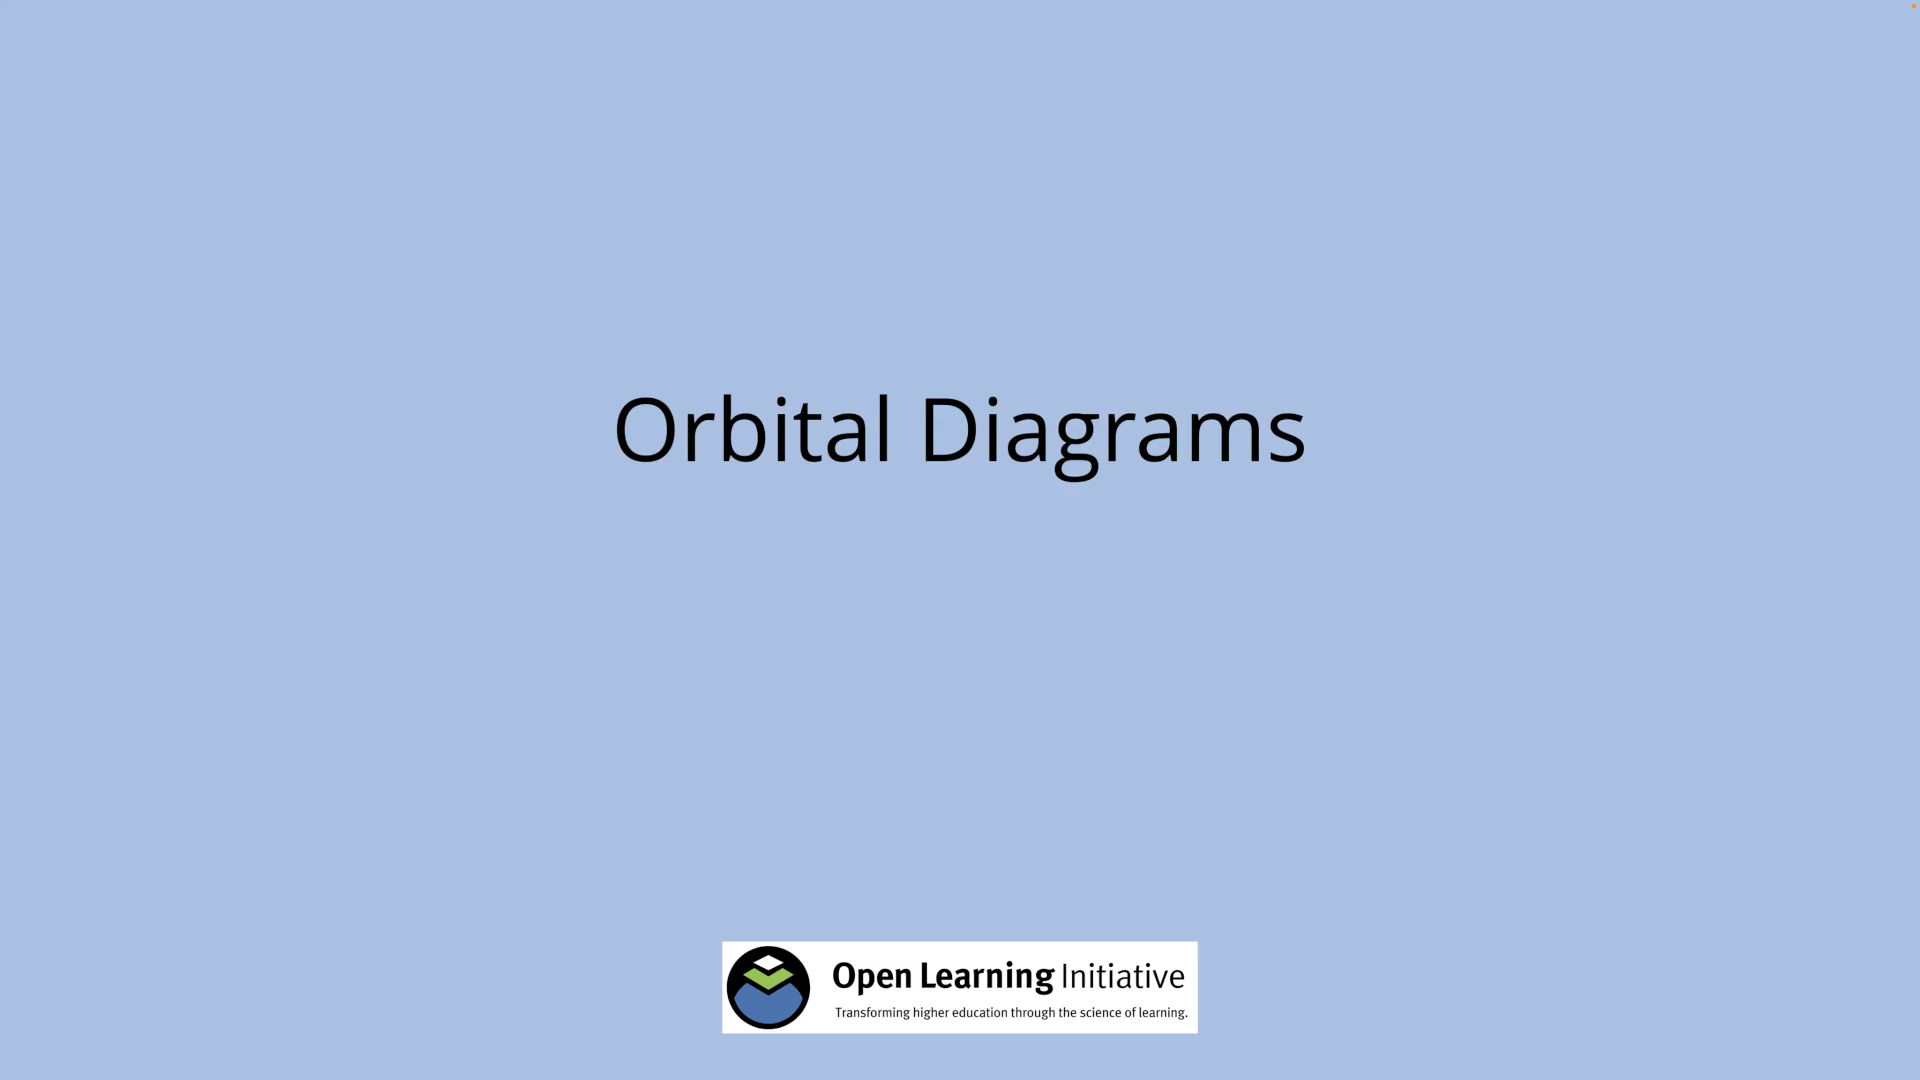 Orbital Diagrams
Open Learning Initiative
Transforming higher education through the science of learning.